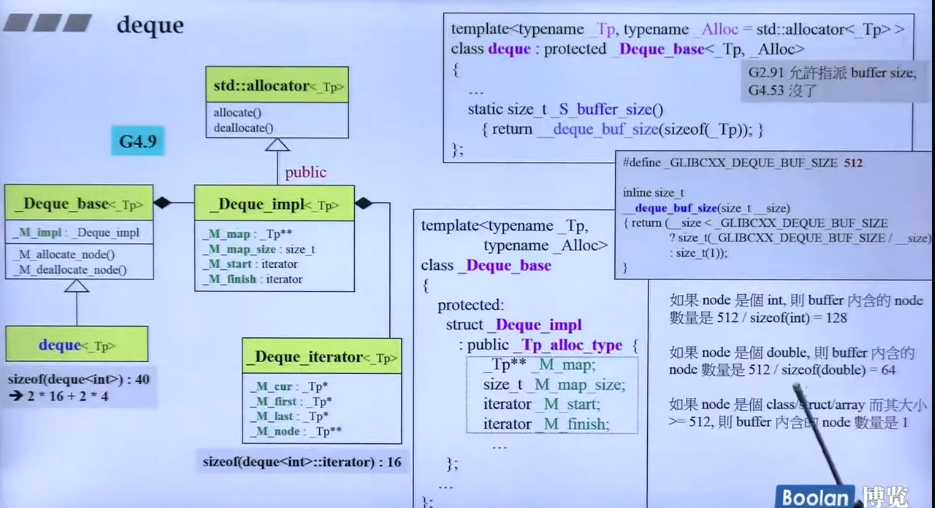 deque
G4.9
std::allocator<_Tp>
allocate()
deallocate()
public
_Deque_base<_Tp>
_M_impl : _Deque_impl
_M_allocate_node()
_M_deallocate_node()
_Deque_impl<_Tp>
_M_map : _Tp**
_M_map_size : size_t
_M_start : iterator
_M_finish : iterator
deque<_Tp>
sizeof(deque<int>) : 40
➔ 2 * 16 + 2 * 4
_Deque_iterator<_Tp>
_M_cur : _Tp*
_M_first : _Tp*
_M_last : _Tp*
_M_node : _Tp**
sizeof(deque<int>::iterator) : 16
template<typename _Tp, typename _Alloc = std::allocator<_Tp> >
class deque : protected _Deque_base<_Tp, _Alloc>
{
...
static size_t _S_buffer_size()
{ return __deque_buf_size(sizeof(_Tp)); }
};
G2.91 允許指派 buffer size,
G4.53 沒了
#define _GLIBCXX_DEQUE_BUF_SIZE 512
inline size_t
__deque_buf_size(size_t __size)
{ return (__size < _GLIBCXX_DEQUE_BUF_SIZE
? size_t(_GLIBCXX_DEQUE_BUF_SIZE / __size)
: size_t(1));
}
template<typename _Tp,
typename _Alloc>
class _Deque_base
{
protected:
struct _Deque_impl
: public _Tp_alloc_type {
_Tp** _M_map;
size_t _M_map_size;
iterator _M_start;
iterator _M_finish;
...
};
...
};
如果 node 是個 int, 則 buffer 內含的 node
數量是 512 / sizeof(int) = 128
如果 node 是個 double, 則 buffer 內含的
node 數量是 512 / sizeof(double) = 64
如果 node 是個 class/struct/array 而其大小
>= 512, 則 buffer 內含的 node 數量是 1
Boolan 博览